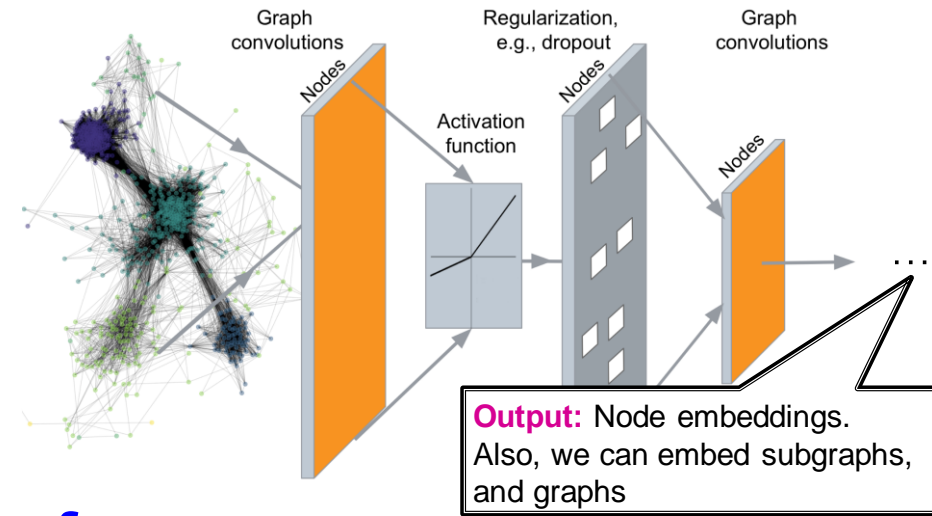 Graph
convolutions
Regularization,
e.g., dropout
Graph
convolutions
Nodes
Activation
function
Nodes
Nodes
...
Output: Node embeddings.
Also, we can embed subgraphs,
and graphs